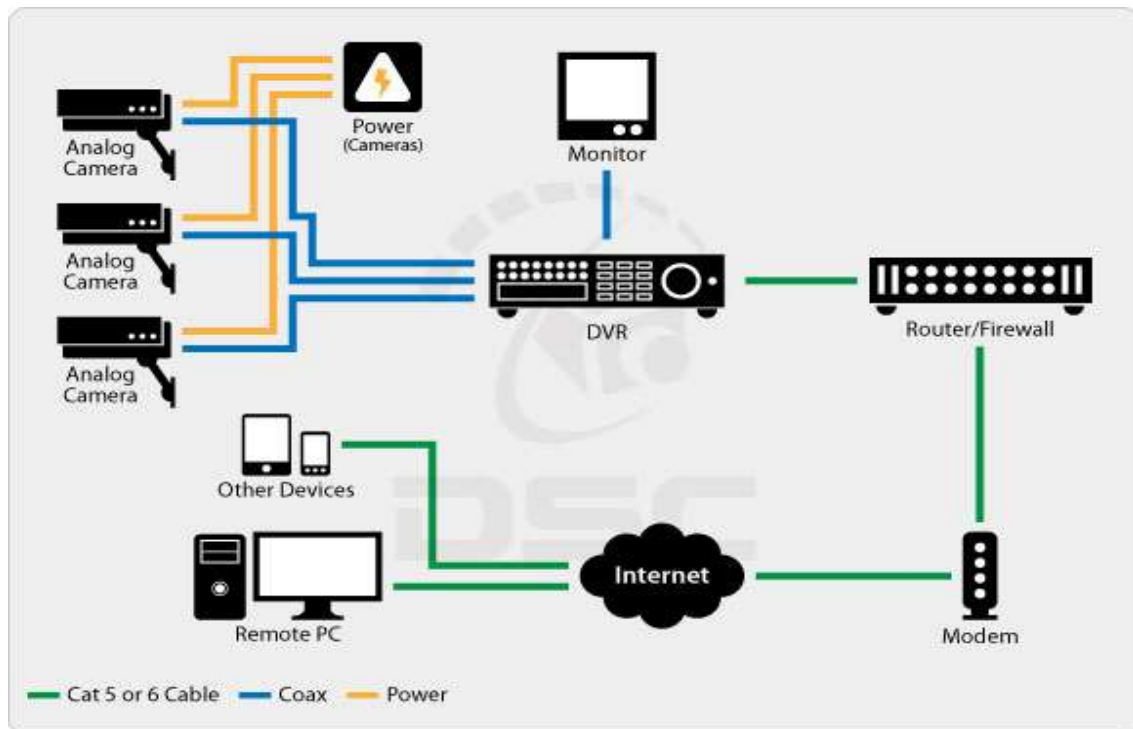 Analog
Camera
Power
(Cameras)
Monitor
Analog
Camera
DVR
Router/Firewall
Analog
Camera
Other Devices
DSC
Internet
Remote PC
Modem
Cat 5 or 6 Cable
Coax
Power